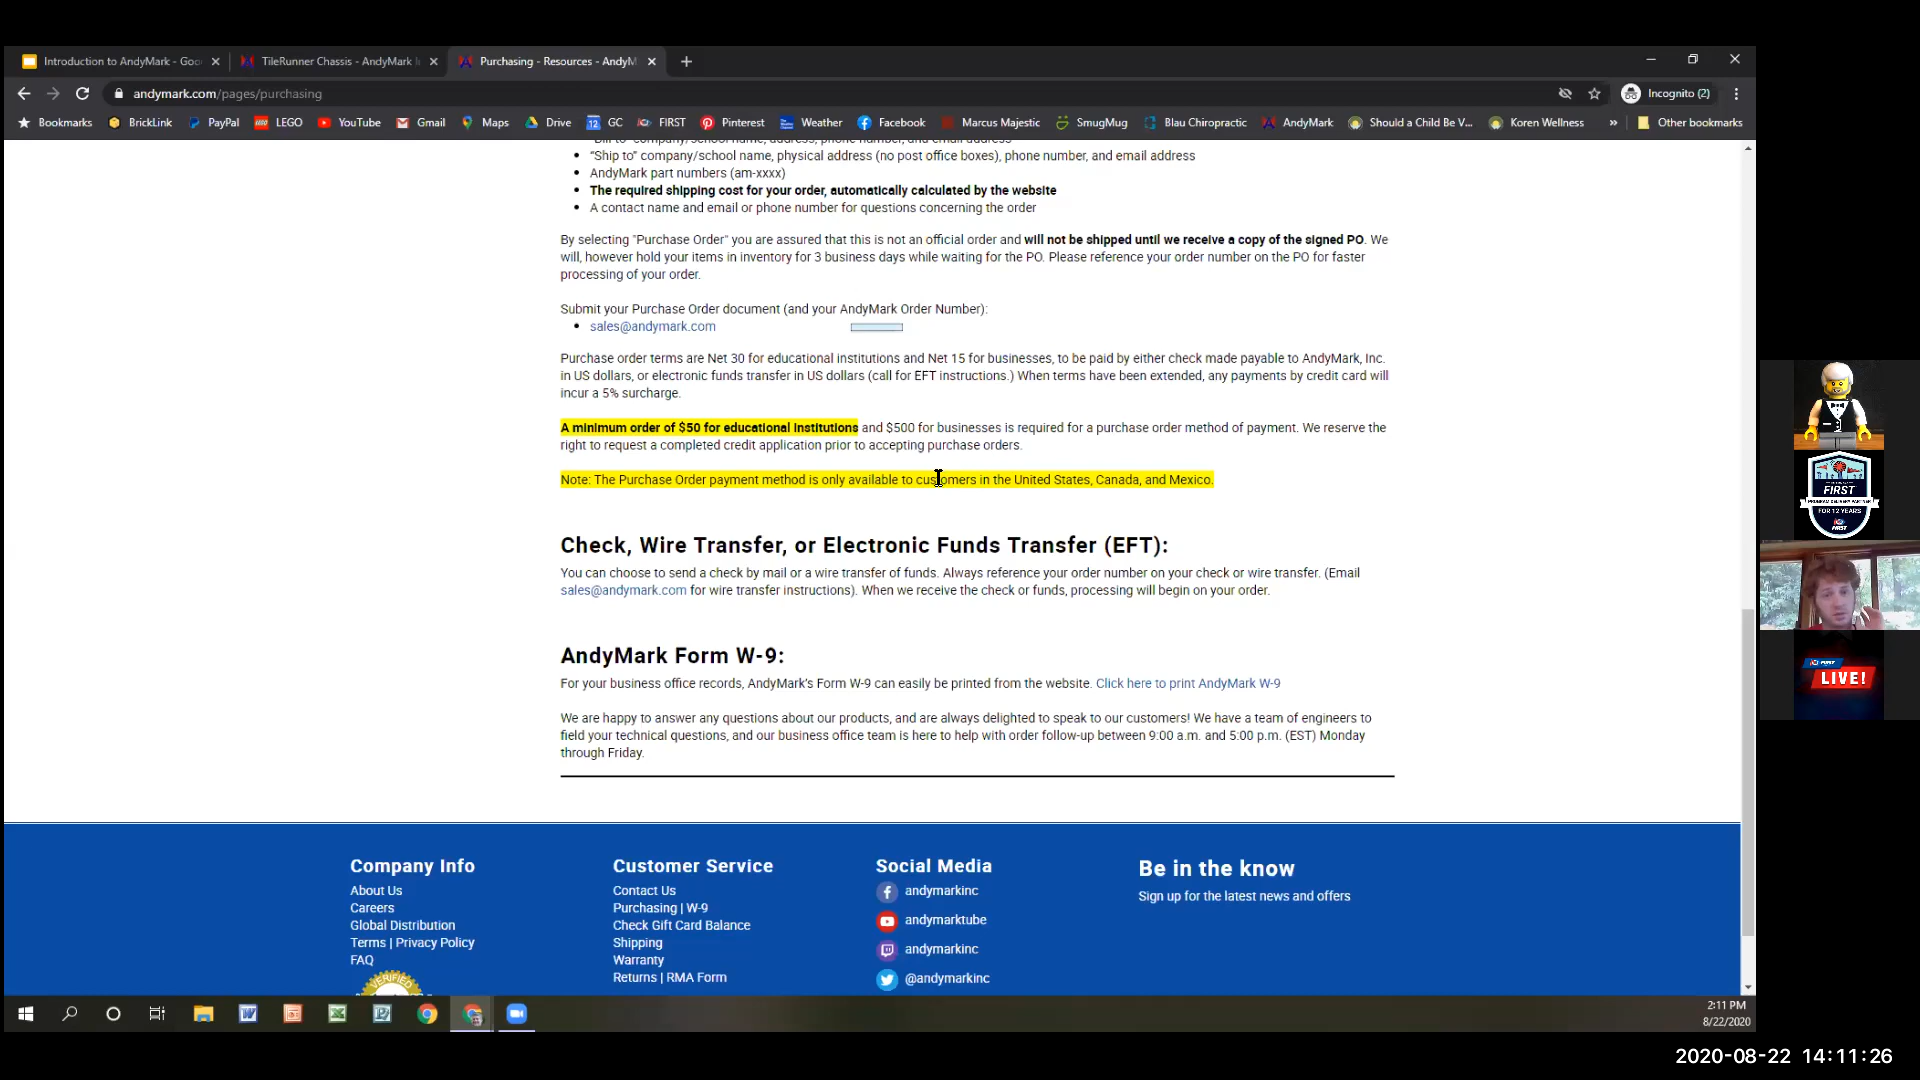 Introduction to AndyMark - Goo
TileRunner Chassis - AndyMark I
Purchasing - Resources - AndyM
andymark.com/pages/purchasing
Incognito (2)
Bookmarks
BrickLink
PayPal
LEGO
YouTube
Gmail
Maps
Drive
GC
FIRST
Pinterest
Weather
Facebook
Marcus Majestic
SmugMug
Blau Chiropractic
AndyMark
Should a Child Be V...
Koren Wellness
»
Other bookmarks
"Bill to" company/school name, address, phone number, and email address
• “Ship to” company/school name, physical address (no post office boxes), phone number, and email address
• AndyMark part numbers (am-xxxx)
• The required shipping cost for your order, automatically calculated by the website
• A contact name and email or phone number for questions concerning the order
By selecting "Purchase Order" you are assured that this is not an official order and will not be shipped until we receive a copy of the signed PO. We
will, however hold your items in inventory for 3 business days while waiting for the PO. Please reference your order number on the PO for faster
processing of your order.
Submit your Purchase Order document (and your AndyMark Order Number):
• sales@andymark.com
Purchase order terms are Net 30 for educational institutions and Net 15 for businesses, to be paid by either check made payable to AndyMark, Inc.
in US dollars, or electronic funds transfer in US dollars (call for EFT instructions.) When terms have been extended, any payments by credit card will
incur a 5% surcharge.
A minimum order of $50 for educational institutions and $500 for businesses is required for a purchase order method of payment. We reserve the
right to request a completed credit application prior to accepting purchase orders.
Note: The Purchase Order payment method is only available to customers in the United States, Canada, and Mexico.
Check, Wire Transfer, or Electronic Funds Transfer (EFT):
You can choose to send a check by mail or a wire transfer of funds. Always reference your order number on your check or wire transfer. (Email
sales@andymark.com for wire transfer instructions). When we receive the check or funds, processing will begin on your order.
AndyMark Form W-9:
For your business office records, AndyMark's Form W-9 can easily be printed from the website. Click here to print AndyMark W-9
We are happy to answer any questions about our products, and are always delighted to speak to our customers! We have a team of engineers to
field your technical questions, and our business office team is here to help with order follow-up between 9:00 a.m. and 5:00 p.m. (EST) Monday
through Friday.
Company Info
About Us
Careers
Global Distribution
Terms | Privacy Policy
FAQ
VERIFIED
Customer Service
Contact Us
Purchasing | W-9
Check Gift Card Balance
Shipping
Warranty
Returns | RMA Form
Social Media
andymarkinc
andymarktube
andymarkinc
@andymarkinc
Be in the know
Sign up for the latest news and offers
FIRST
PROGRAM DELIVERY PARTNER
FOR 12 YEARS
FIRST
FIRST
LIVE!
2:11 PM
8/22/2020
2020-08-22 14:11:26